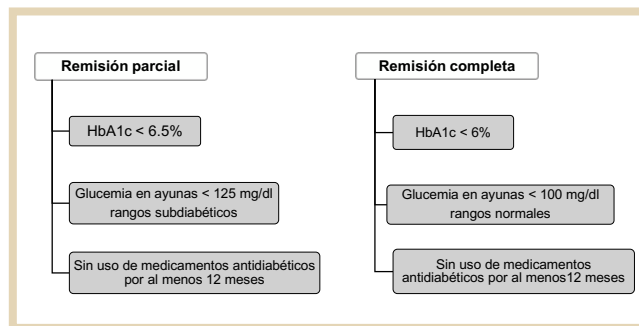 Remisión parcial
HbA1c < 6.5%
Glucemia en ayunas < 125 mg/dl
rangos subdiabéticos
Sin uso de medicamentos antidiabéticos
por al menos 12 meses
Remisión completa
HbA1c < 6%
Glucemia en ayunas < 100 mg/dl
rangos normales
Sin uso de medicamentos
antidiabéticos por al menos12 meses